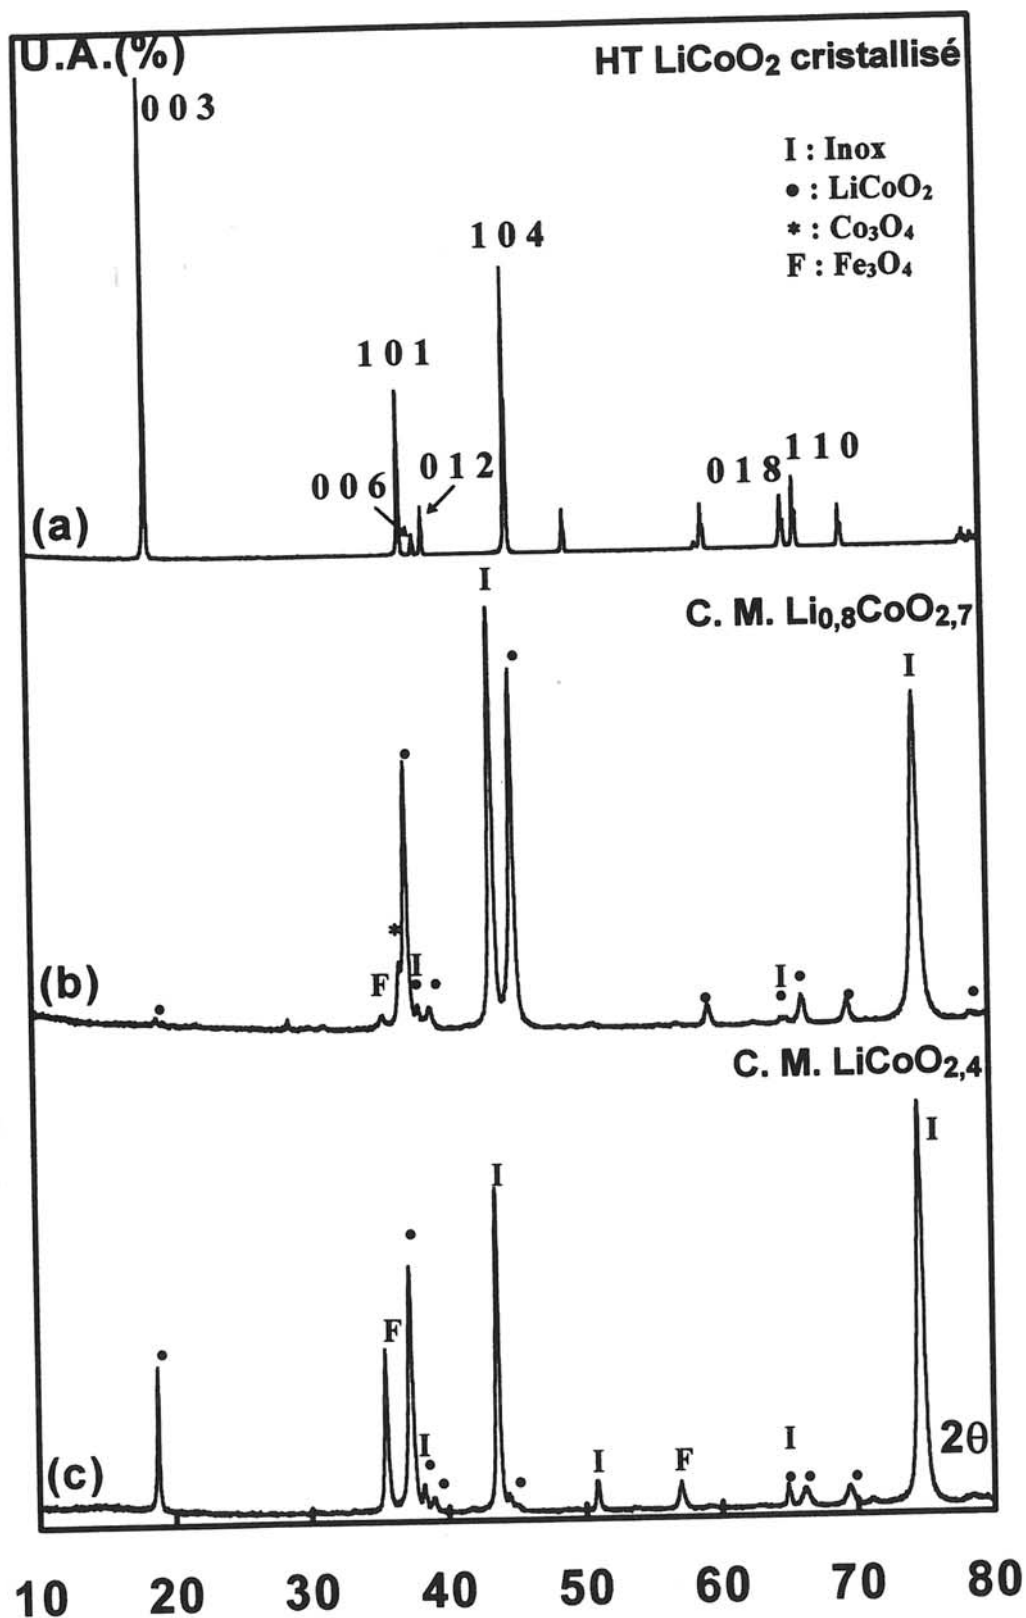 U.A.(%)
HT LiCoO₂ cristallisé
0 0 3
I : Inox
• : LiCoO₂
* : Co₃O₄
F : Fe₃O₄
1 0 4
1 0 1
0 0 6
0 1 2
0 1 8
1 1 0
(a)
I
C. M. Li₀,₈CoO₂,₇
•
I
•
*
I
F
• •
•
(b)
•
I
•
•
•
•
C. M. LiCoO₂,₄
I
I
•
F
•
I
•
•
•
I
F
I
• •
•
2θ
(c)
10 20 30 40 50 60 70 80